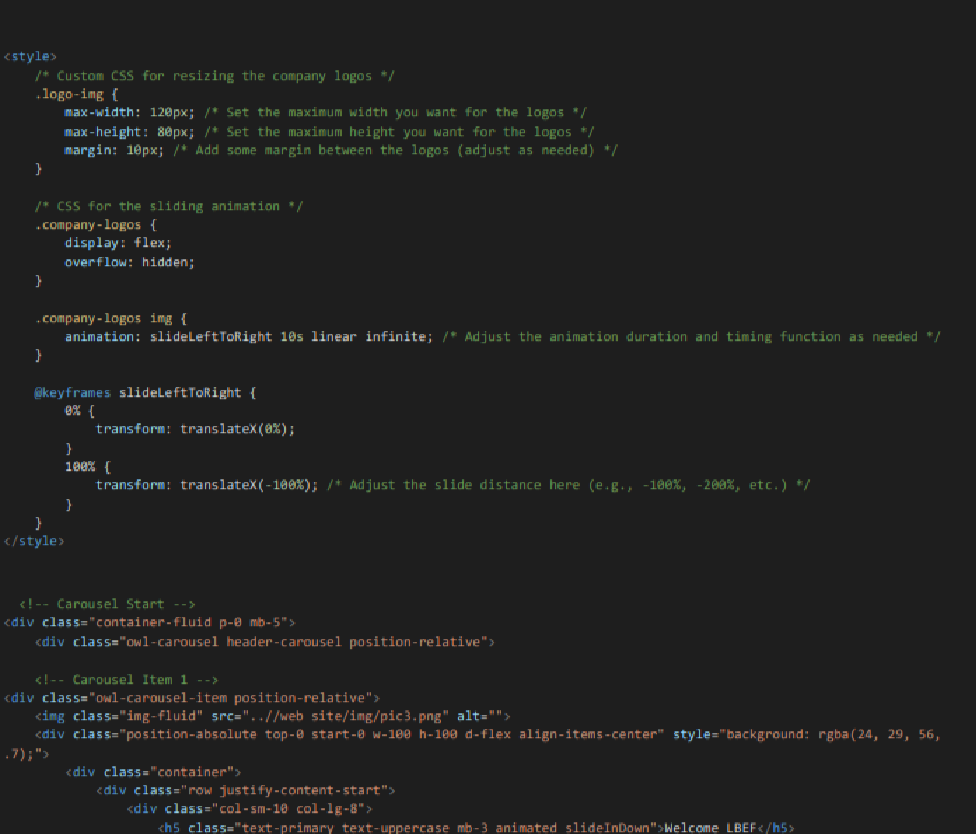 <style>
    /* Custom CSS for resizing the company logos */
    .logo-img {
        max-width: 120px; /* Set the maximum width you want for the logos */
        max-height: 80px; /* Set the maximum height you want for the logos */
        margin: 10px; /* Add some margin between the logos (adjust as needed) */
    }
    /* CSS for the sliding animation */
    .company-logos {
        display: flex;
        overflow: hidden;
    }
    .company-logos img {
        animation: slideLeftToRight 10s linear infinite; /* Adjust the animation duration and timing function as needed */
    }
    @keyframes slideLeftToRight {
        0% {
            transform: translateX(0%);
        }
        100% {
            transform: translateX(-100%); /* Adjust the slide distance here (e.g., -100%, -200%, etc.) */
        }
    }
</style>
  <!-- Carousel Start -->
<div class="container-fluid p-0 mb-5">
    <div class="owl-carousel header-carousel position-relative">
    <!-- Carousel Item 1 -->
<div class="owl-carousel-item position-relative">
    <img class="img-fluid" src="..//web site/img/pic3.png" alt="">
    <div class="position-absolute top-0 start-0 w-100 h-100 d-flex align-items-center" style="background: rgba(24, 29, 56,
.7);">
        <div class="container">
            <div class="row justify-content-start">
                <div class="col-sm-10 col-lg-8">
                    <h5 class="text-primary text-uppercase mb-3 animated slideInDown">Welcome LBEF</h5>